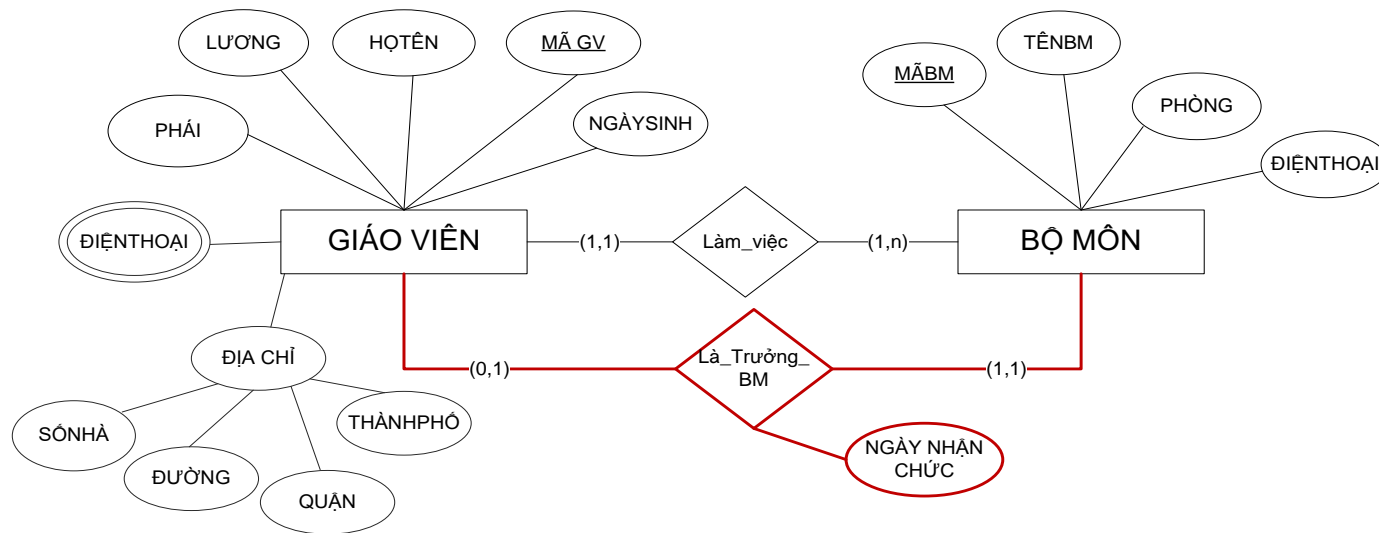 LƯƠNG
HỌTÊN
MÃ GV
TÊNBM
MÃBM
PHÒNG
PHÁI
NGÀYSINH
ĐIỆNTHOẠI
ĐIỆNTHOẠI
GIÁO VIÊN
(1,1)
Làm_việc
(1,n)
BỘ MÔN
ĐỊA CHỈ
(0,1)
Là_Trưởng_
BM
(1,1)
SỐNHÀ
THÀNHPHỐ
ĐƯỜNG
QUẬN
NGÀY NHẬN
CHỨC